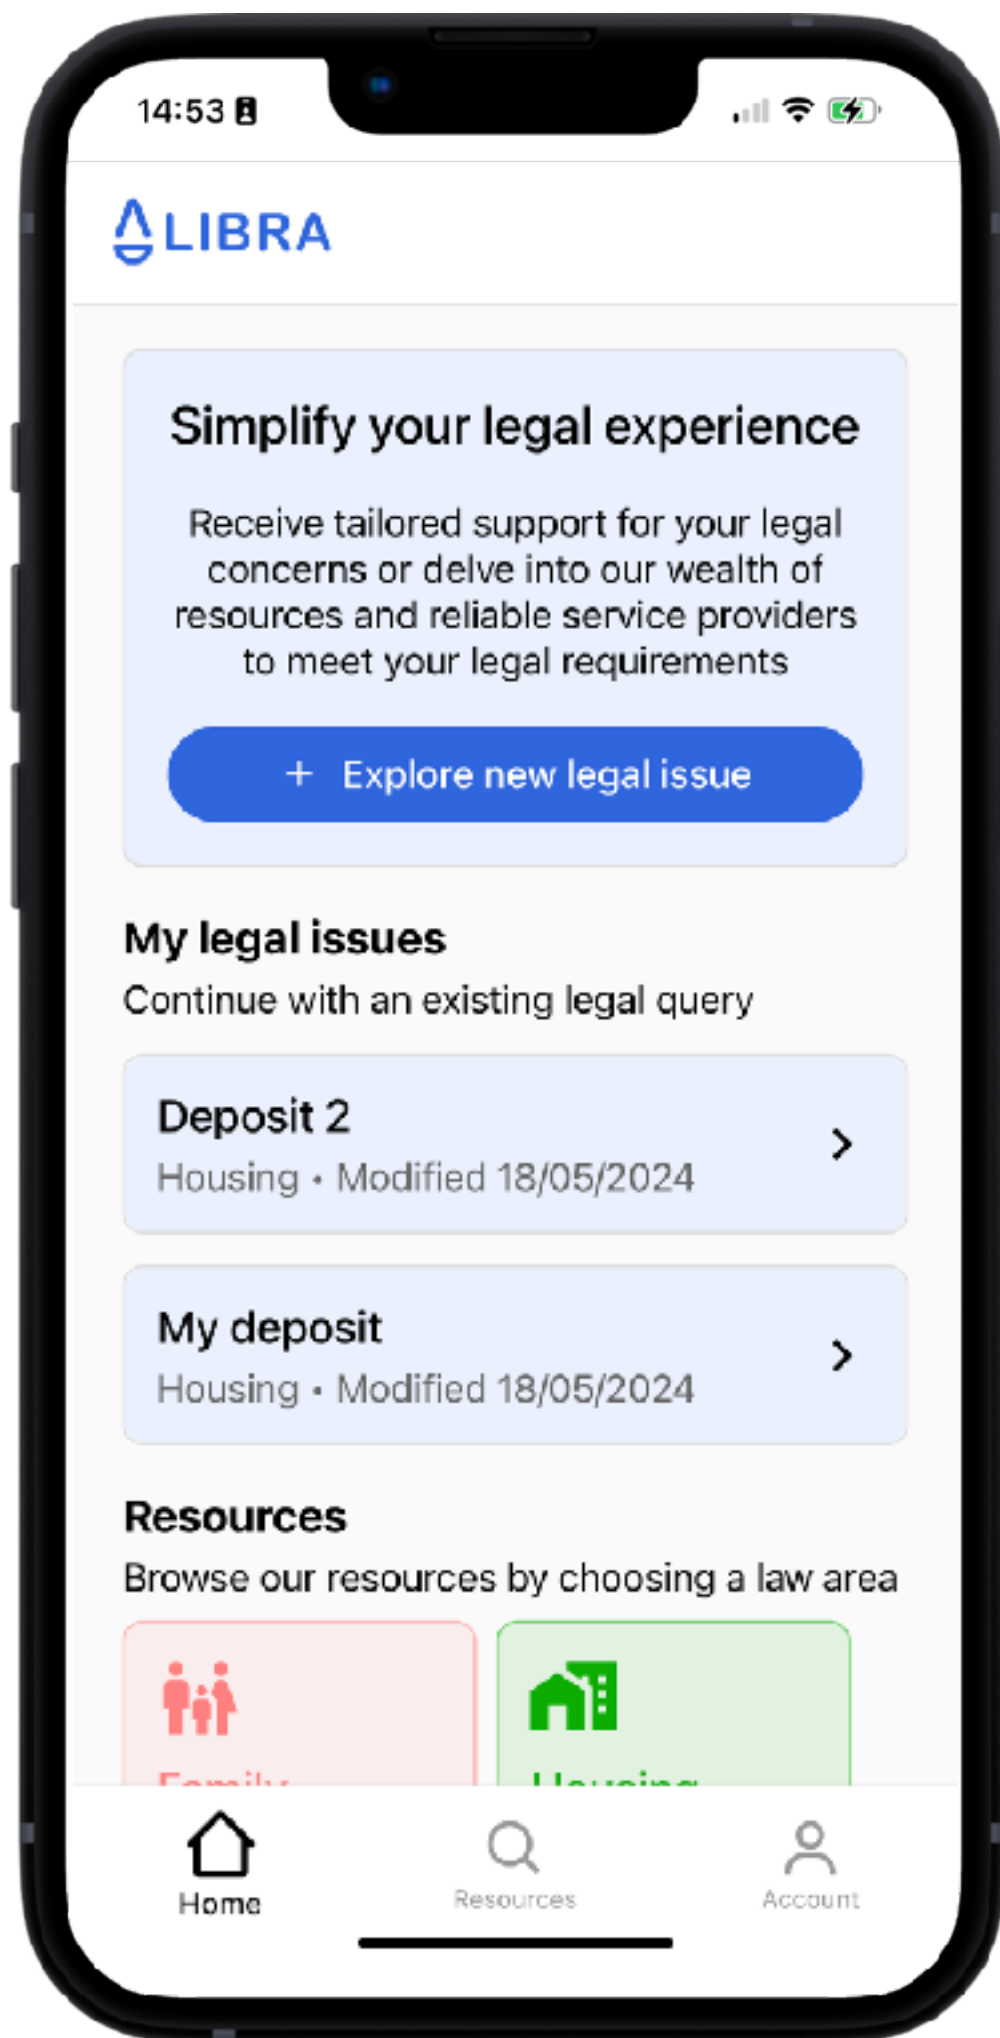 14:53
LIBRA
Simplify your legal experience
Receive tailored support for your legal
concerns or delve into our wealth of
resources and reliable service providers
to meet your legal requirements
+ Explore new legal issue
My legal issues
Continue with an existing legal query
Deposit 2
Housing • Modified 18/05/2024
My deposit
Housing • Modified 18/05/2024
Resources
Browse our resources by choosing a law area
Family
Housing
Home
Resources
Account